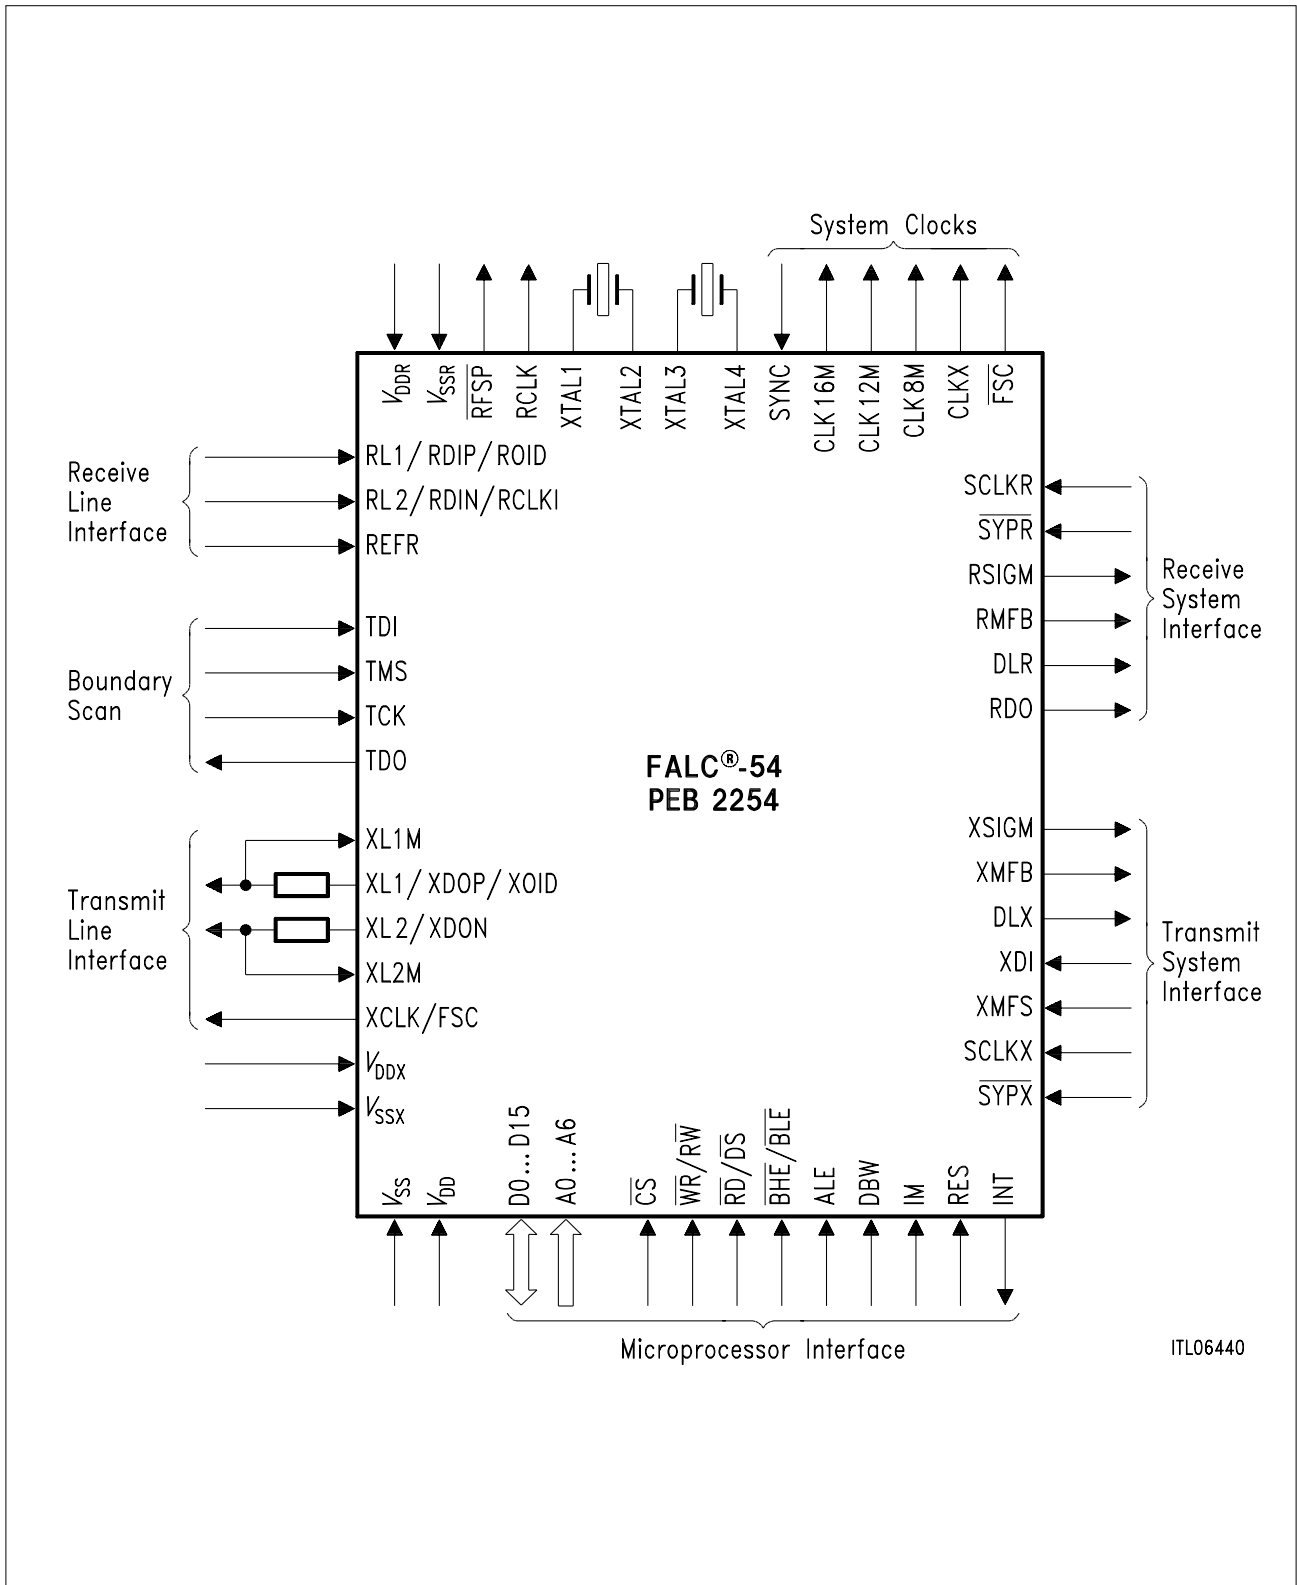 System Clocks
VDDR
VSSR
RFSP
RCLK
XTAL1
XTAL2
XTAL3
XTAL4
SYNC
CLK16M
CLK12M
CLK8M
CLKX
FSC
Receive
Line
Interface
RL1/RDIP/ROID
RL2/RDIN/RCLKI
REFR
Boundary
Scan
TDI
TMS
TCK
TDO
Transmit
Line
Interface
XL1M
XL1/XDOP/XOID
XL2/XDON
XL2M
XCLK/FSC
VDDX
VSSX
FALC®-54
PEB 2254
SCLKR
SYPR
RSIGM
RMFB
DLR
RDO
Receive
System
Interface
XSIGM
XMFB
DLX
XDI
XMFS
SCLKX
SYPX
Transmit
System
Interface
VSS
VDD
D0...D15
A0...A6
CS
WR/RW
RD/DS
BHE/BLE
ALE
DBW
IM
RES
INT
Microprocessor Interface
ITL06440